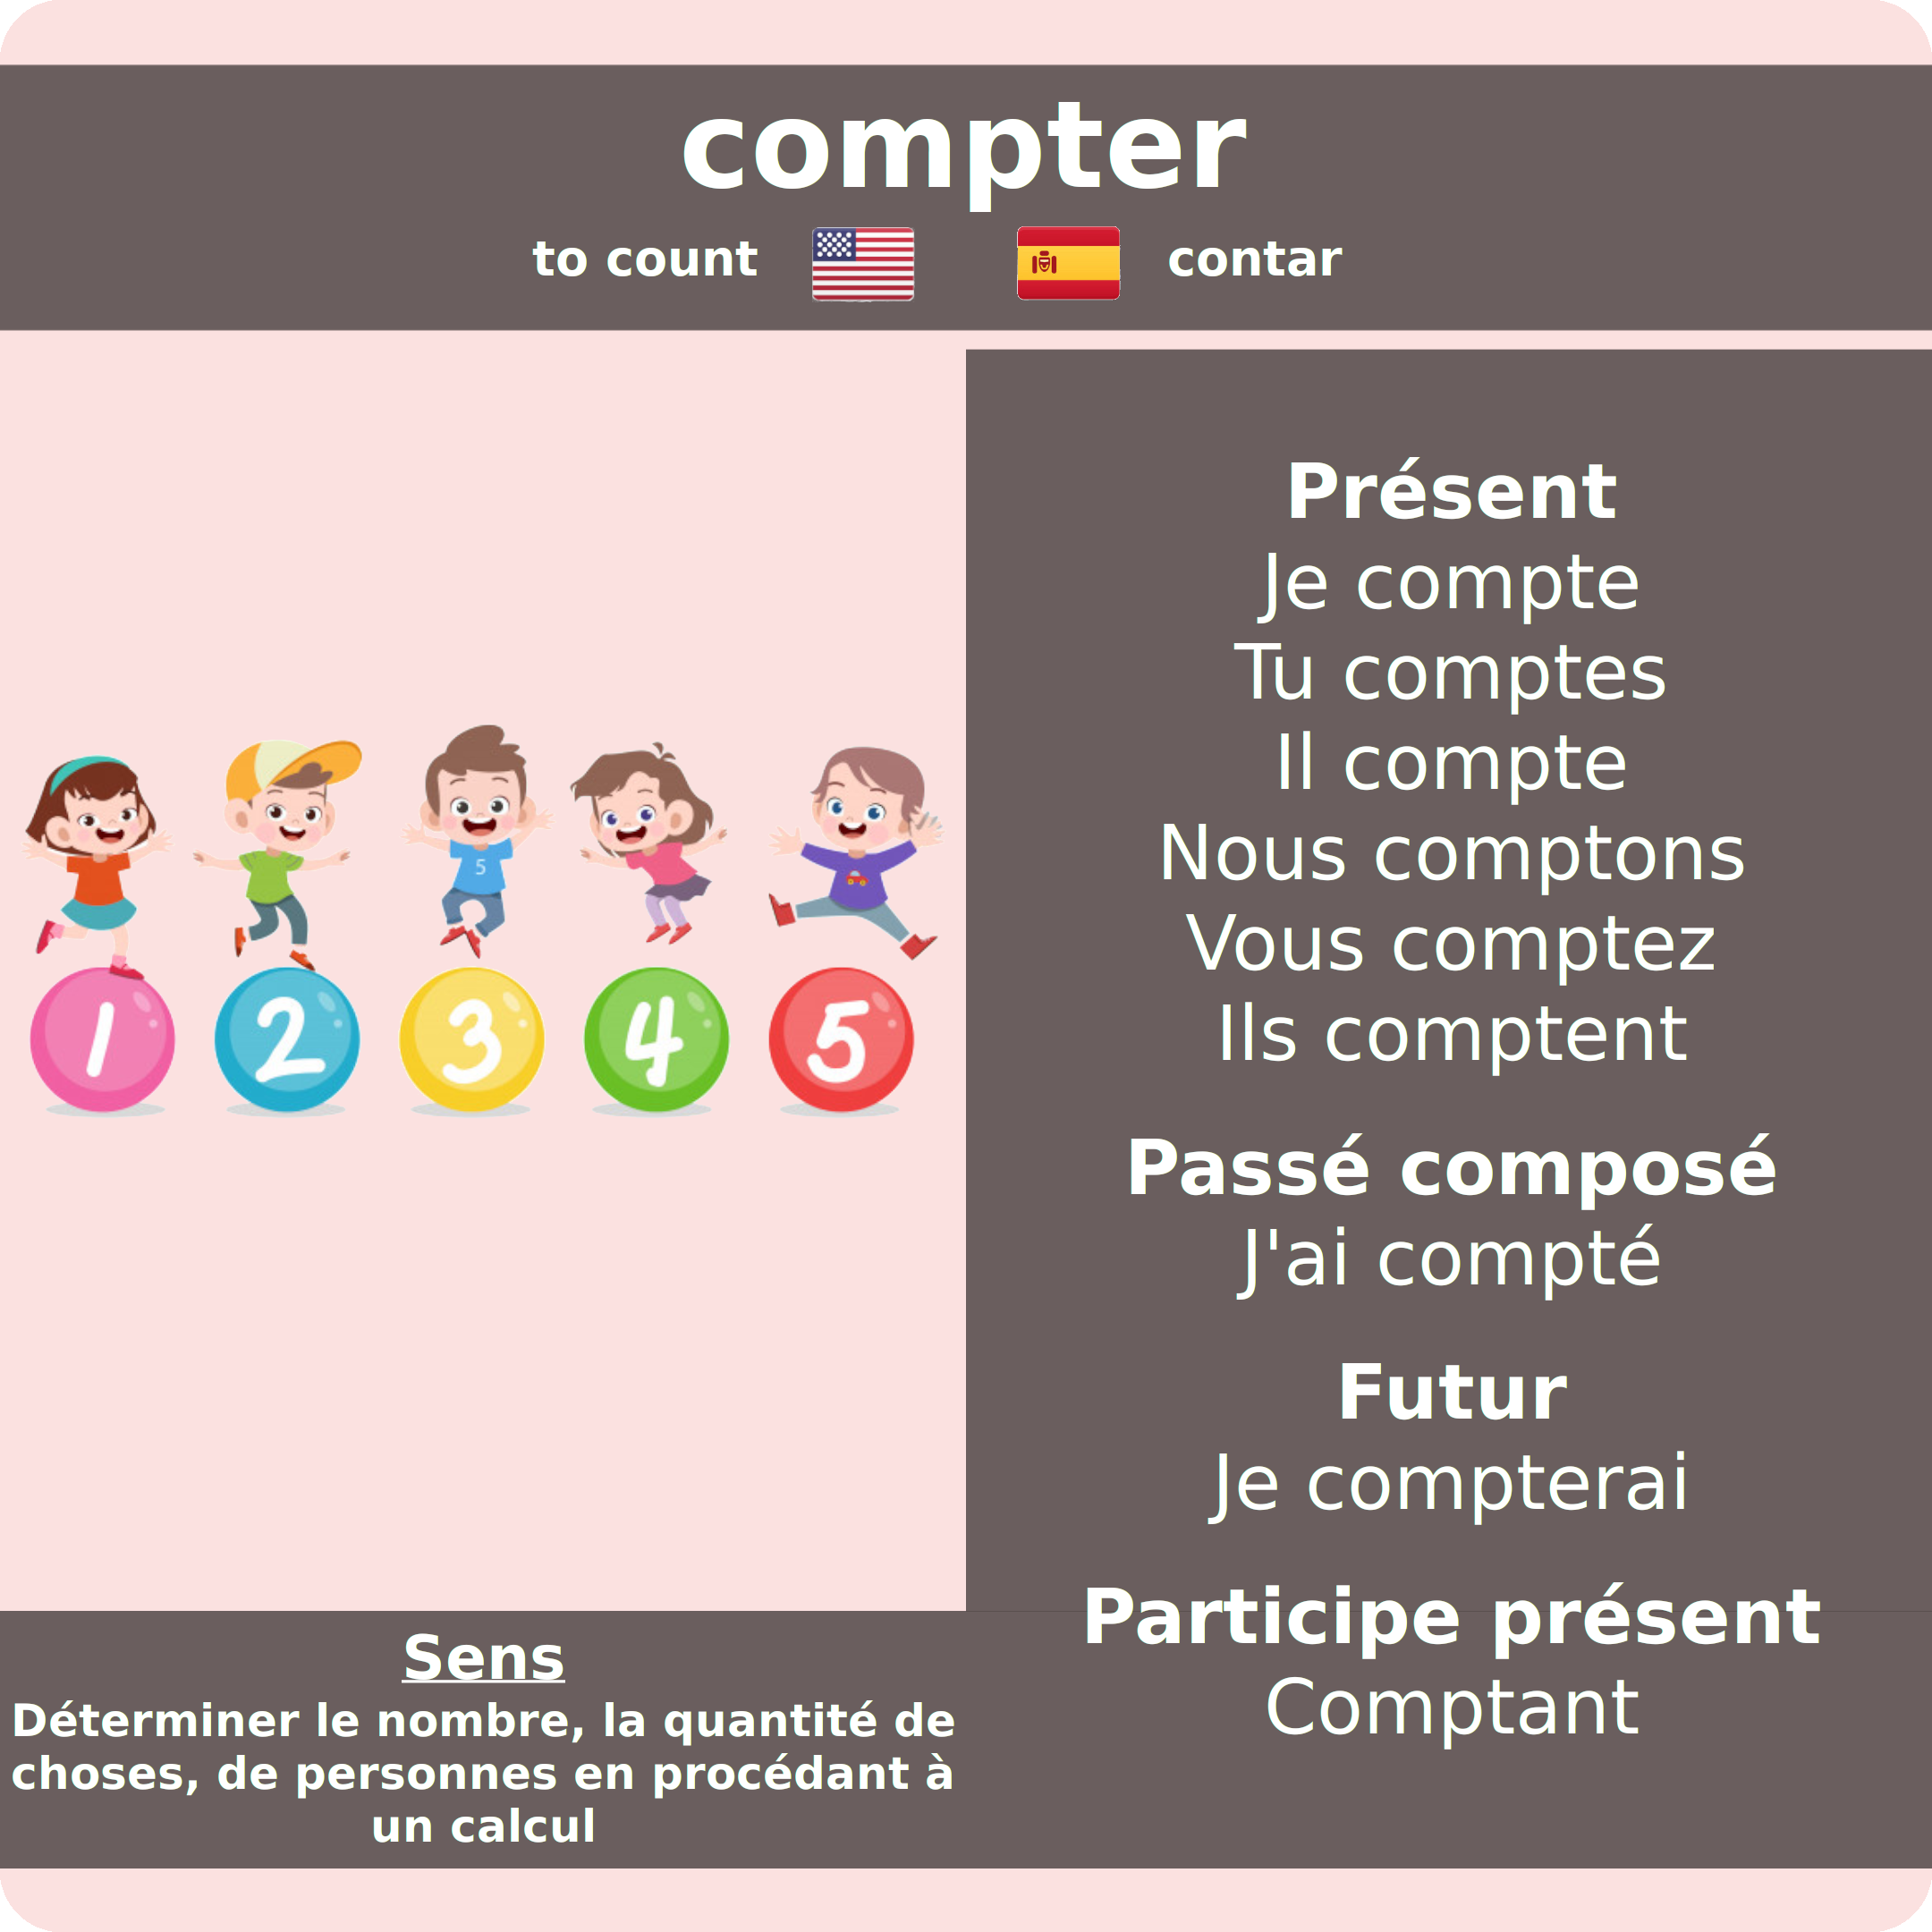 compter
to count
contar
5
1
2
3
4
5
Présent
Je compte
Tu comptes
Il compte
Nous comptons
Vous comptez
Ils comptent
Passé composé
J'ai compté
Futur
Je compterai
Participe présent
Comptant
Sens
Déterminer le nombre, la quantité de
choses, de personnes en procédant à
un calcul